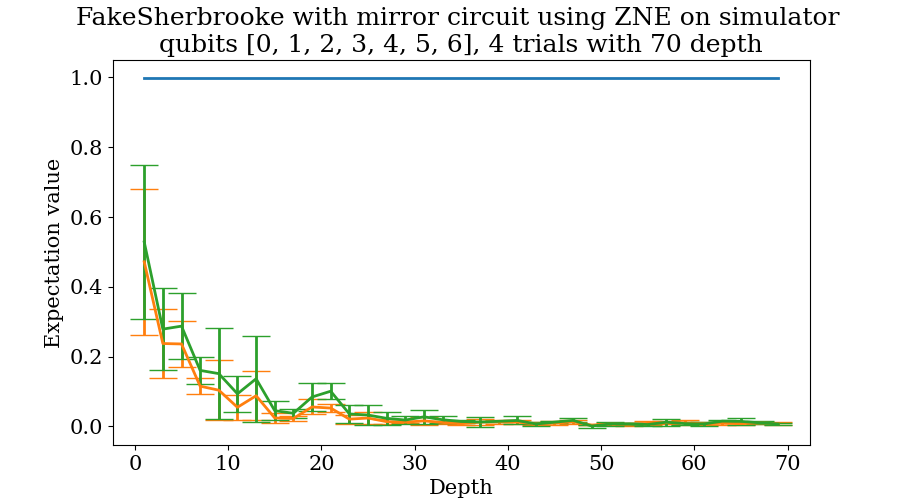 FakeSherbrooke with mirror circuit using ZNE on simulator
qubits [0, 1, 2, 3, 4, 5, 6], 4 trials with 70 depth
1.0
0.8
0.6
0.4
0.2
0.0
Expectation value
0 10 20 30 40 50 60 70
Depth